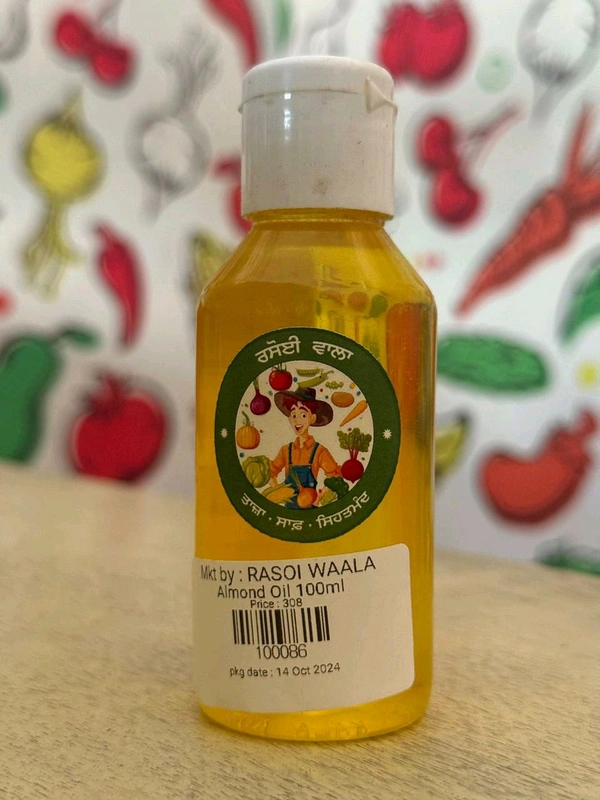 ਰਸੋਈ ਵਾਲਾ
ਤਾਜ਼ਾ · ਸਾਫ਼ · ਸਿਹਤਮੰਦ
Mkt by : RASOI WAALA
Almond Oil 100ml
Price : 308
100086
pkg date : 14 Oct 2024